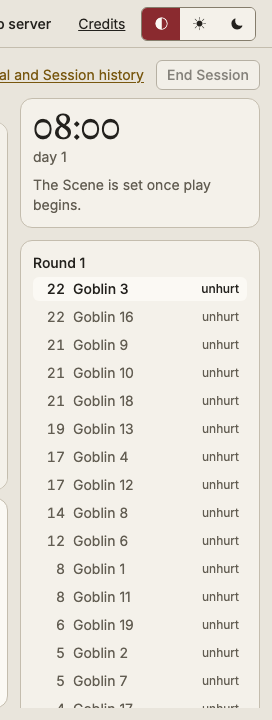 server
Credits
and Session history
End Session
08:00
day 1
The Scene is set once play
begins.
Round 1
22 Goblin 3 unhurt
22 Goblin 16 unhurt
21 Goblin 9 unhurt
21 Goblin 10 unhurt
21 Goblin 18 unhurt
19 Goblin 13 unhurt
17 Goblin 4 unhurt
17 Goblin 12 unhurt
14 Goblin 8 unhurt
12 Goblin 6 unhurt
8 Goblin 1 unhurt
8 Goblin 11 unhurt
6 Goblin 19 unhurt
5 Goblin 2 unhurt
5 Goblin 7 unhurt
4 Goblin 17 unhurt